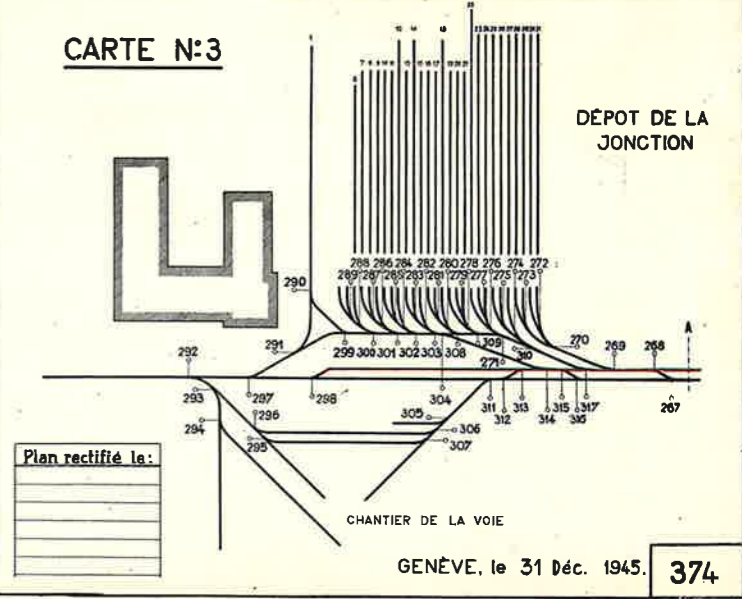 CARTE N:3
DÉPOT DE LA
JONCTION
288 286 284 282 280 278 276 274 272
289 287 285 283 281 279 277 275 273
290
291
299 300 301 302 303 308 309 310 270
271
269 268 A
292
293
294
297
296
295
298
304
305
306
307
311 312 313 314 315 316 317 267
Plan rectifié le:
CHANTIER DE LA VOIE
GENÈVE, le 31 Déc. 1945.
374